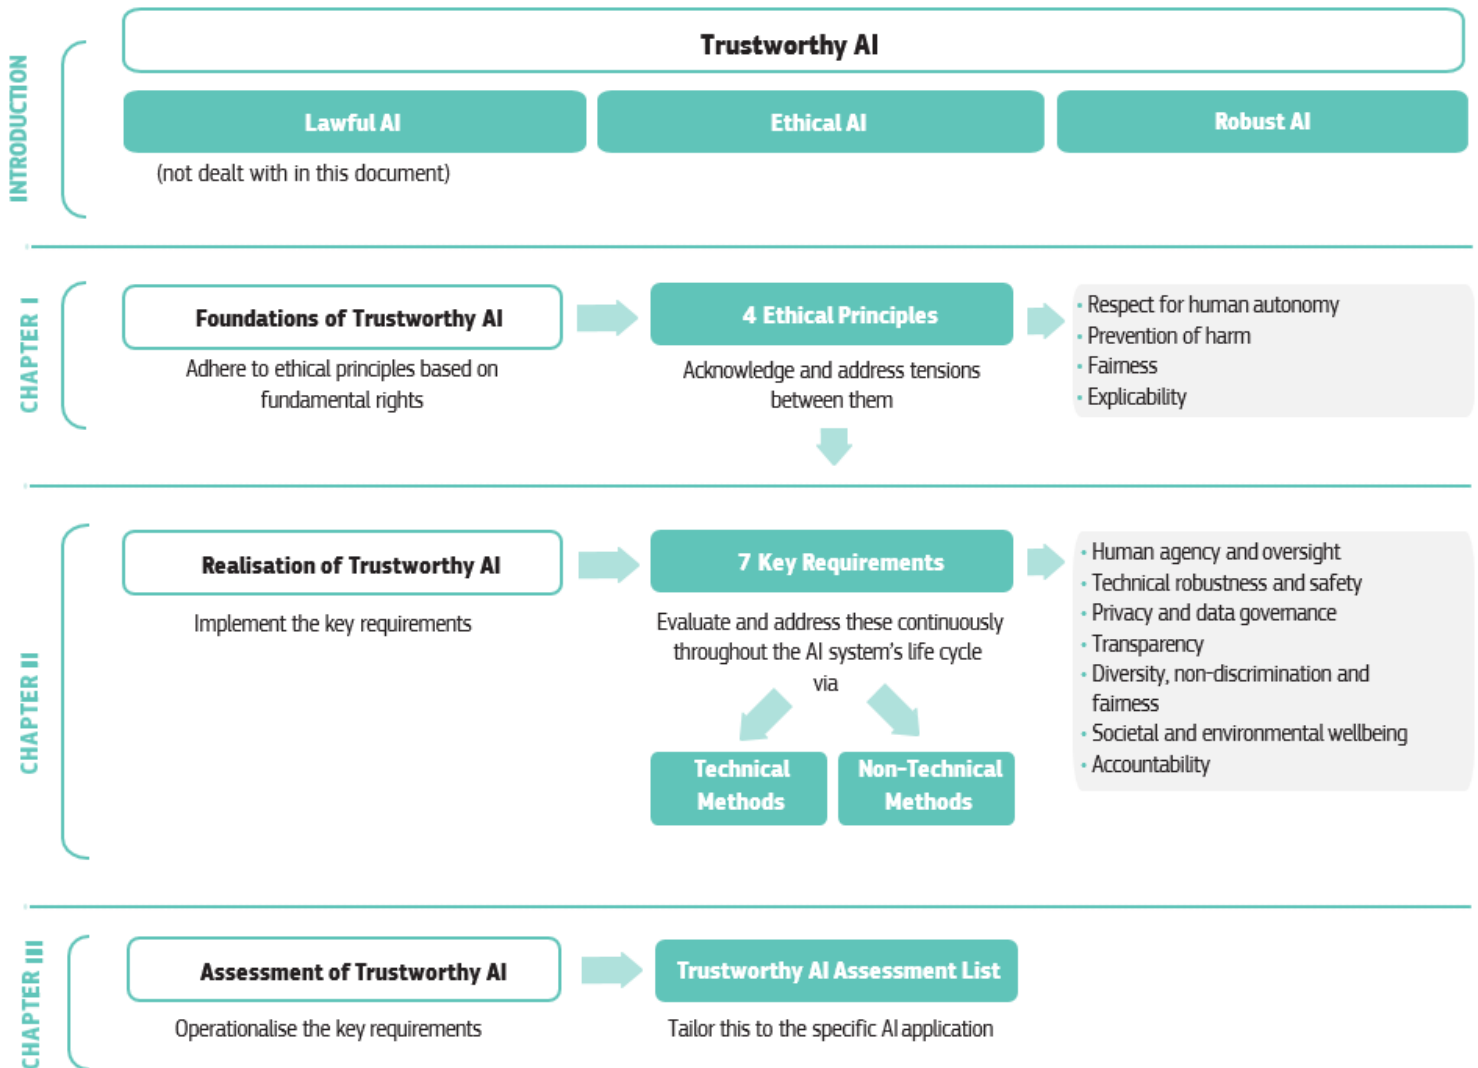 Trustworthy AI
INTRODUCTION
Lawful AI
Ethical AI
Robust AI
(not dealt with in this document)
CHAPTER I
Foundations of Trustworthy AI
Adhere to ethical principles based on
fundamental rights
4 Ethical Principles
Acknowledge and address tensions
between them
• Respect for human autonomy
• Prevention of harm
• Fairness
• Explicability
CHAPTER II
Realisation of Trustworthy AI
Implement the key requirements
7 Key Requirements
Evaluate and address these continuously
throughout the AI system's life cycle
via
Technical
Methods
Non-Technical
Methods
• Human agency and oversight
• Technical robustness and safety
• Privacy and data governance
• Transparency
• Diversity, non-discrimination and
fairness
• Societal and environmental wellbeing
• Accountability
CHAPTER III
Assessment of Trustworthy AI
Operationalise the key requirements
Trustworthy AI Assessment List
Tailor this to the specific AI application